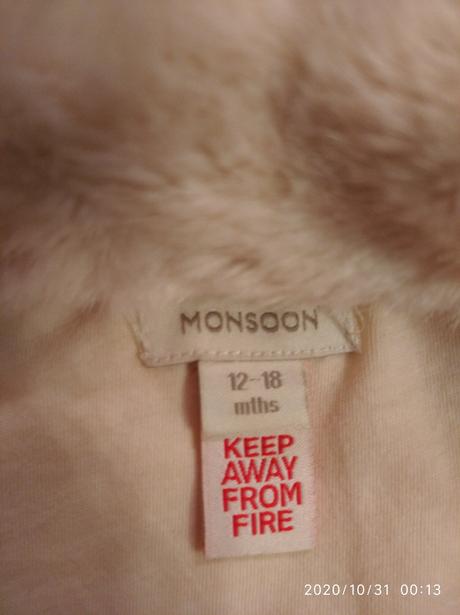 MONSOON
12-18
mths
KEEP
AWAY
FROM
FIRE
2020/10/31 00:13